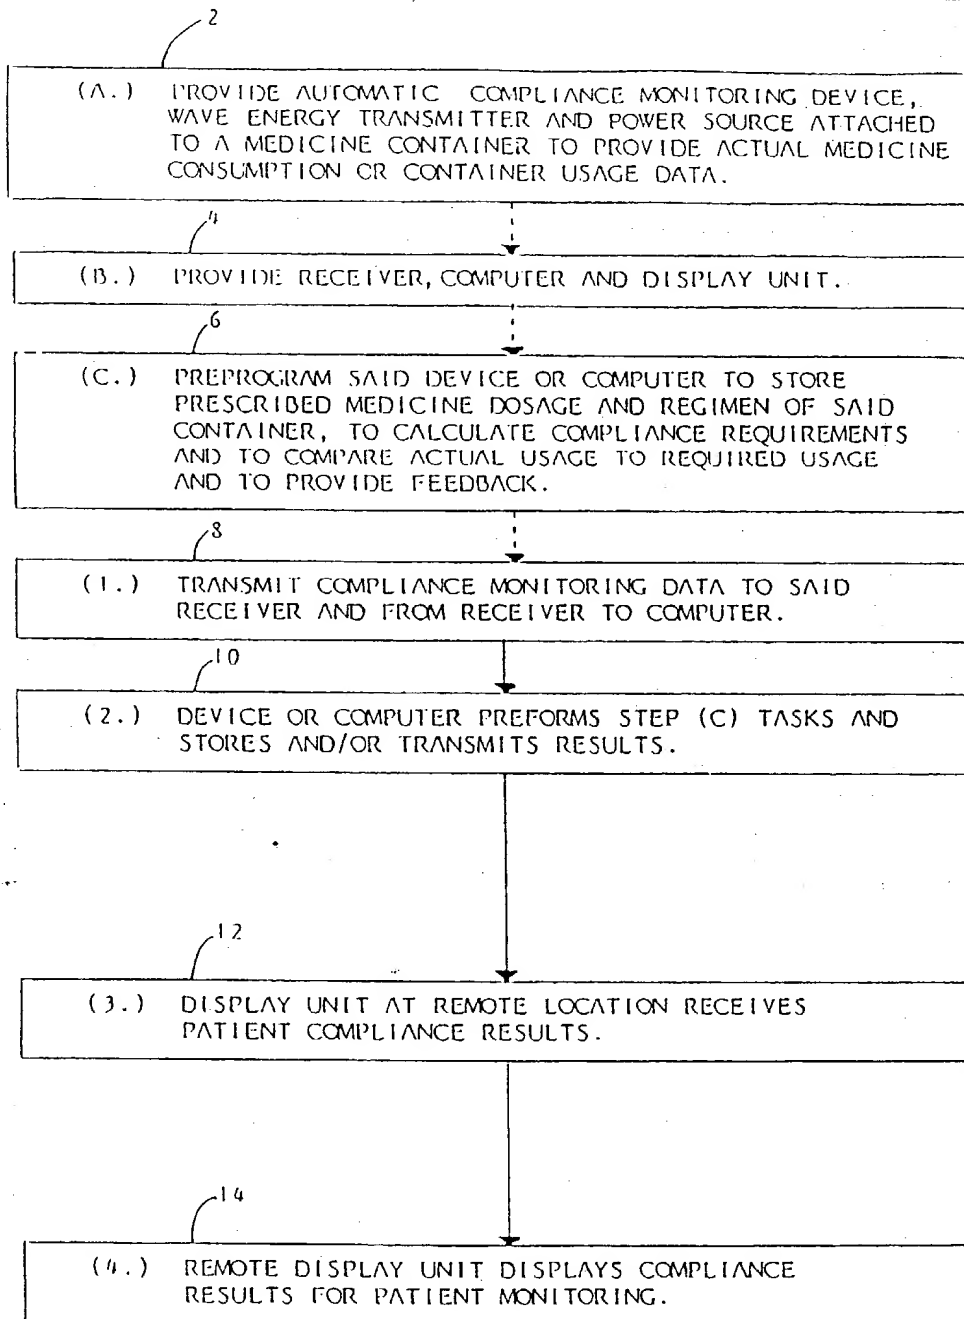 2
(A.) PROVIDE AUTOMATIC COMPLIANCE MONITORING DEVICE,
WAVE ENERGY TRANSMITTER AND POWER SOURCE ATTACHED
TO A MEDICINE CONTAINER TO PROVIDE ACTUAL MEDICINE
CONSUMPTION OR CONTAINER USAGE DATA.
4
(B.) PROVIDE RECEIVER, COMPUTER AND DISPLAY UNIT.
6
(C.) PREPROGRAM SAID DEVICE OR COMPUTER TO STORE
PRESCRIBED MEDICINE DOSAGE AND REGIMEN OF SAID
CONTAINER, TO CALCULATE COMPLIANCE REQUIREMENTS
AND TO COMPARE ACTUAL USAGE TO REQUIRED USAGE
AND TO PROVIDE FEEDBACK.
8
(1.) TRANSMIT COMPLIANCE MONITORING DATA TO SAID
RECEIVER AND FROM RECEIVER TO COMPUTER.
10
(2.) DEVICE OR COMPUTER PREFORMS STEP (C) TASKS AND
STORES AND/OR TRANSMITS RESULTS.
12
(3.) DISPLAY UNIT AT REMOTE LOCATION RECEIVES
PATIENT COMPLIANCE RESULTS.
14
(4.) REMOTE DISPLAY UNIT DISPLAYS COMPLIANCE
RESULTS FOR PATIENT MONITORING.